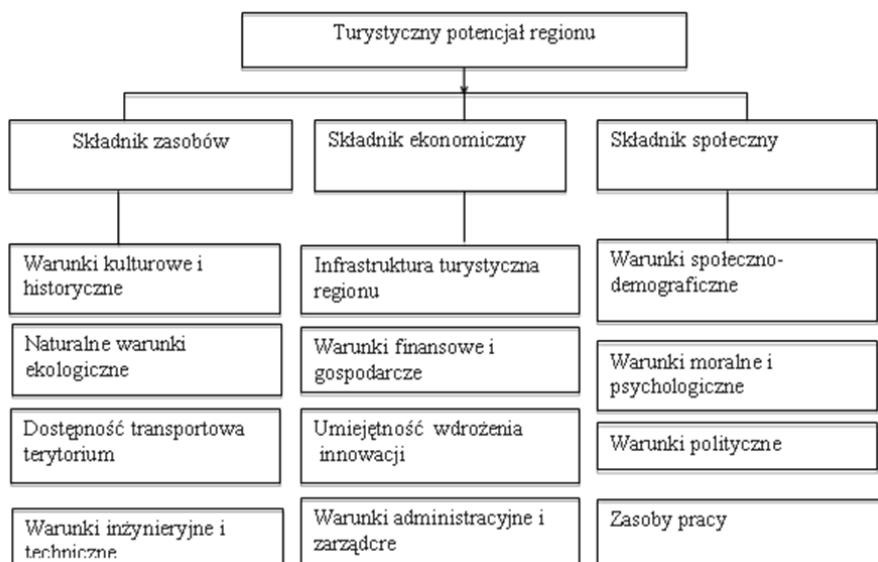 Turystyczny potencjał regionu
Składnik zasobów
Składnik ekonomiczny
Składnik społeczny
Warunki kulturowe i
historyczne
Naturalne warunki
ekologiczne
Dostępność transportowa
terytorium
Warunki inżynieryjne i
techniczne
Infrastruktura turystyczna
regionu
Warunki finansowe i
gospodarcze
Umiejętność wdrożenia
innowacji
Warunki administracyjne i
zarządcre
Warunki społeczno-
demograficzne
Warunki moralne i
psychologiczne
Warunki polityczne
Zasoby pracy